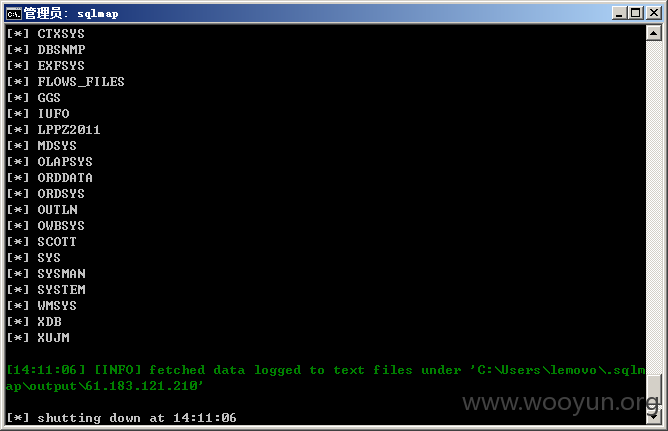 管理员: sqlmap
[*] CTXSYS
[*] DBSNMP
[*] EXFSYS
[*] FLOWS_FILES
[*] GGS
[*] IUFO
[*] LPPZ2011
[*] MDSYS
[*] OLAPSYS
[*] ORDDATA
[*] ORDSYS
[*] OUTLN
[*] OWBSYS
[*] SCOTT
[*] SYS
[*] SYSMAN
[*] SYSTEM
[*] WMSYS
[*] XDB
[*] XUJM
[14:11:06] [INFO] fetched data logged to text files under 'C:\Users\lemovo\.sqlm
ap\output\61.183.121.210'
www.wooyun.org
[*] shutting down at 14:11:06